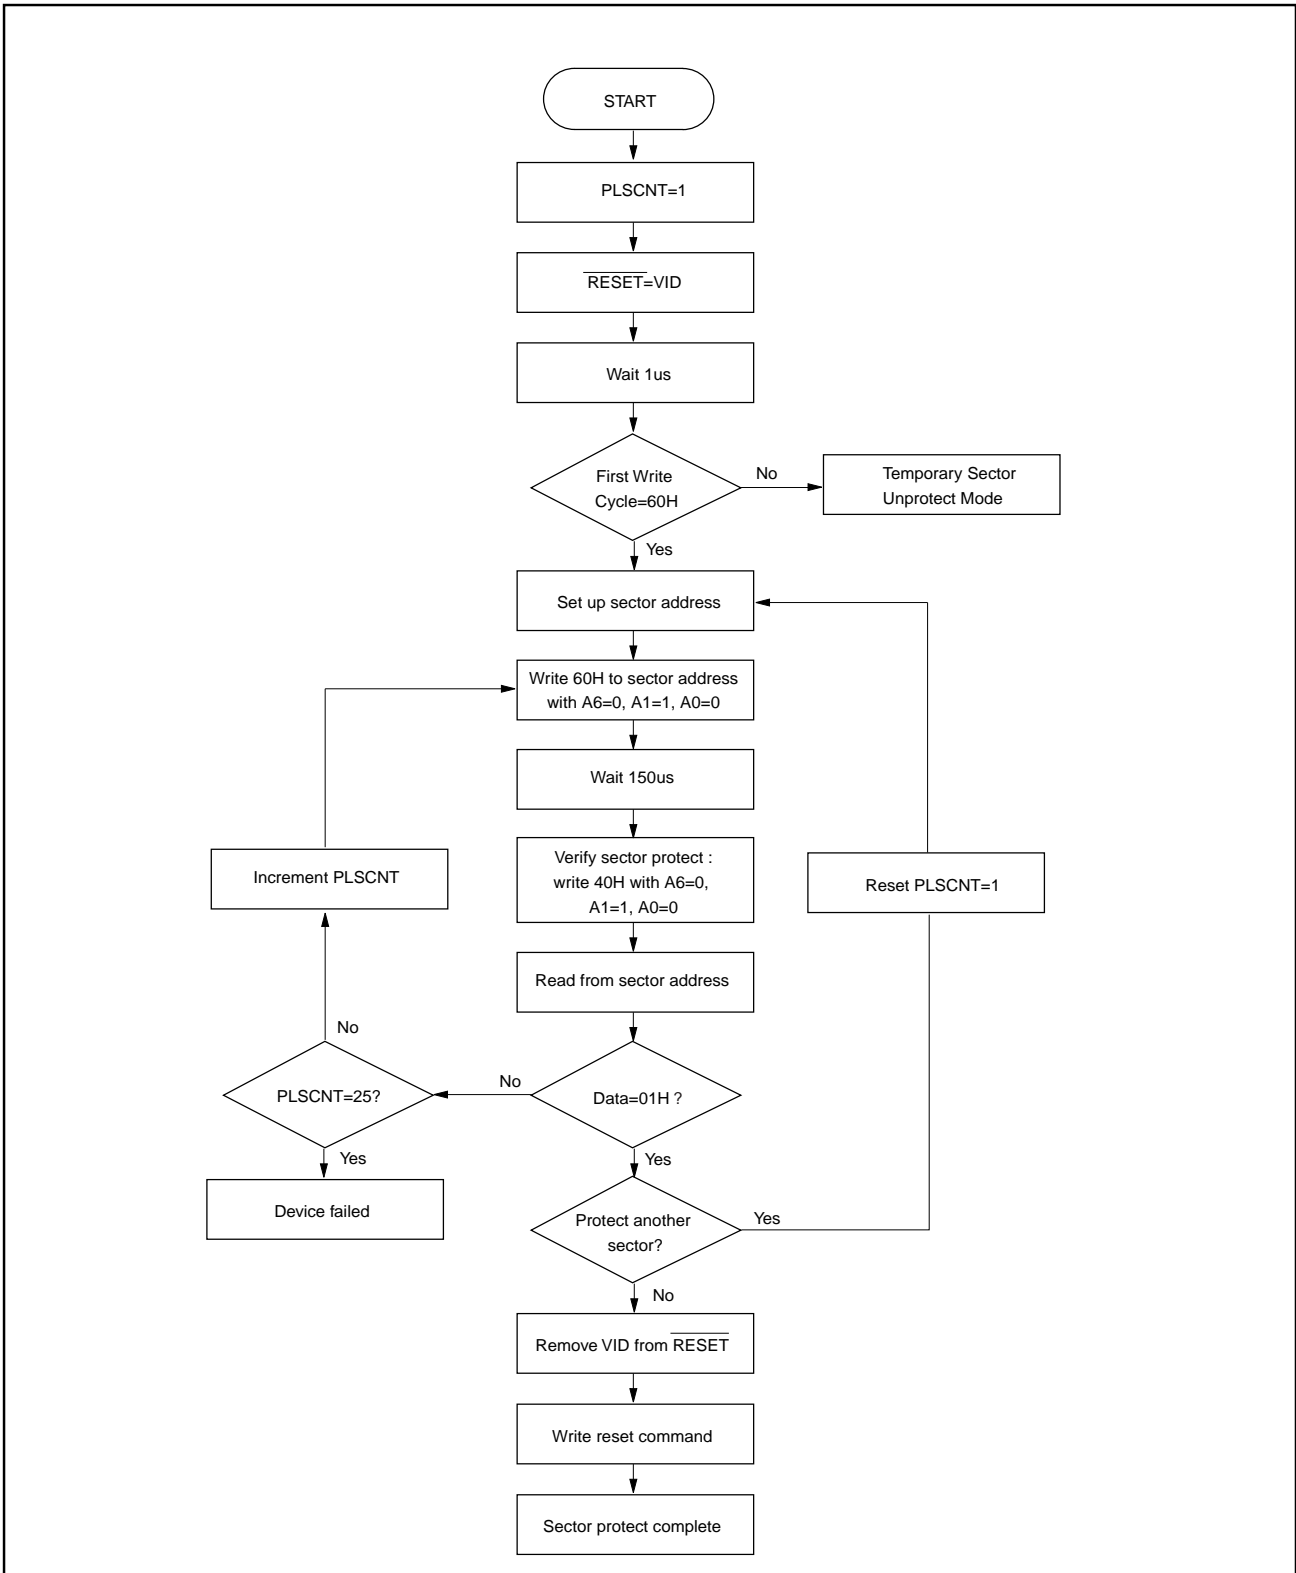 START
PLSCNT=1
RESET=VID
Wait 1us
First Write
Cycle=60H
No
Temporary Sector
Unprotect Mode
Yes
Set up sector address
Write 60H to sector address
with A6=0, A1=1, A0=0
Wait 150us
Verify sector protect :
write 40H with A6=0,
A1=1, A0=0
Increment PLSCNT
Reset PLSCNT=1
Read from sector address
No
PLSCNT=25?
No
Data=01H ?
Yes
Device failed
Yes
Protect another
sector?
Yes
No
Remove VID from RESET
Write reset command
Sector protect complete